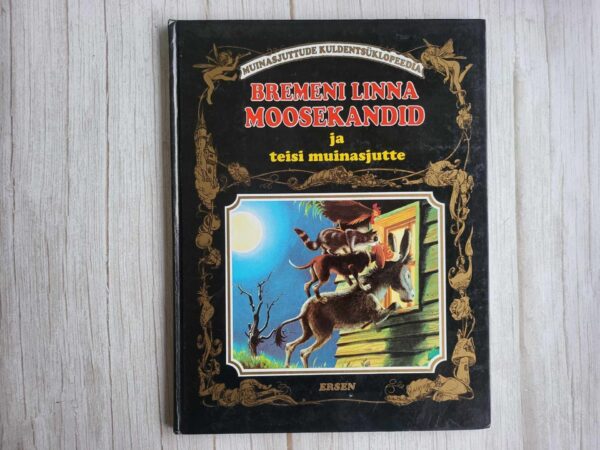 MUINASJUTTUDE KULDENTSÜKLOPEEDIA
BREMENI LINNA
MOOSEKANDID
ja
teisi muinasjutte
ERSEN